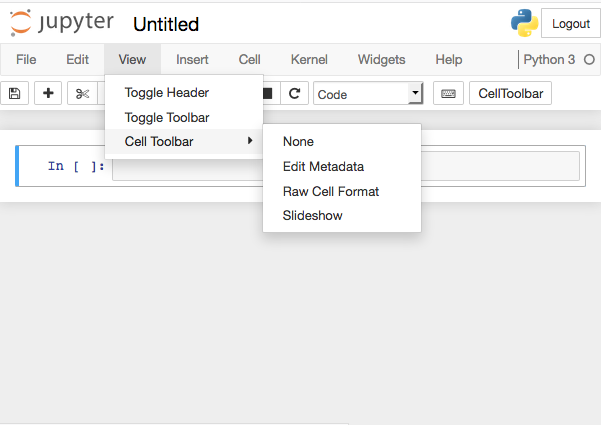 jupyter Untitled
Logout
File Edit View Insert Cell Kernel Widgets Help Python 3
Code CellToolbar
Toggle Header
Toggle Toolbar
Cell Toolbar
None
In [ ]:
Edit Metadata
Raw Cell Format
Slideshow